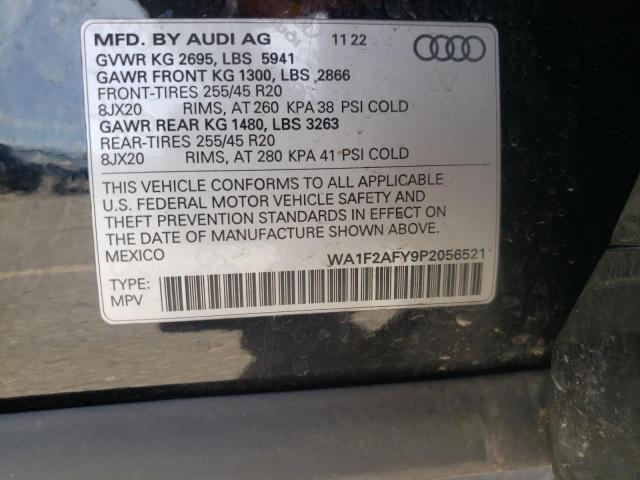 MFD. BY AUDI AG 11 22
GVWR KG 2695, LBS 5941
GAWR FRONT KG 1300, LBS 2866
FRONT-TIRES 255/45 R20
8JX20 RIMS, AT 260 KPA 38 PSI COLD
GAWR REAR KG 1480, LBS 3263
REAR-TIRES 255/45 R20
8JX20 RIMS, AT 280 KPA 41 PSI COLD
THIS VEHICLE CONFORMS TO ALL APPLICABLE
U.S. FEDERAL MOTOR VEHICLE SAFETY AND
THEFT PREVENTION STANDARDS IN EFFECT ON
THE DATE OF MANUFACTURE SHOWN ABOVE.
MEXICO WA1F2AFY9P2056521
TYPE:
MPV